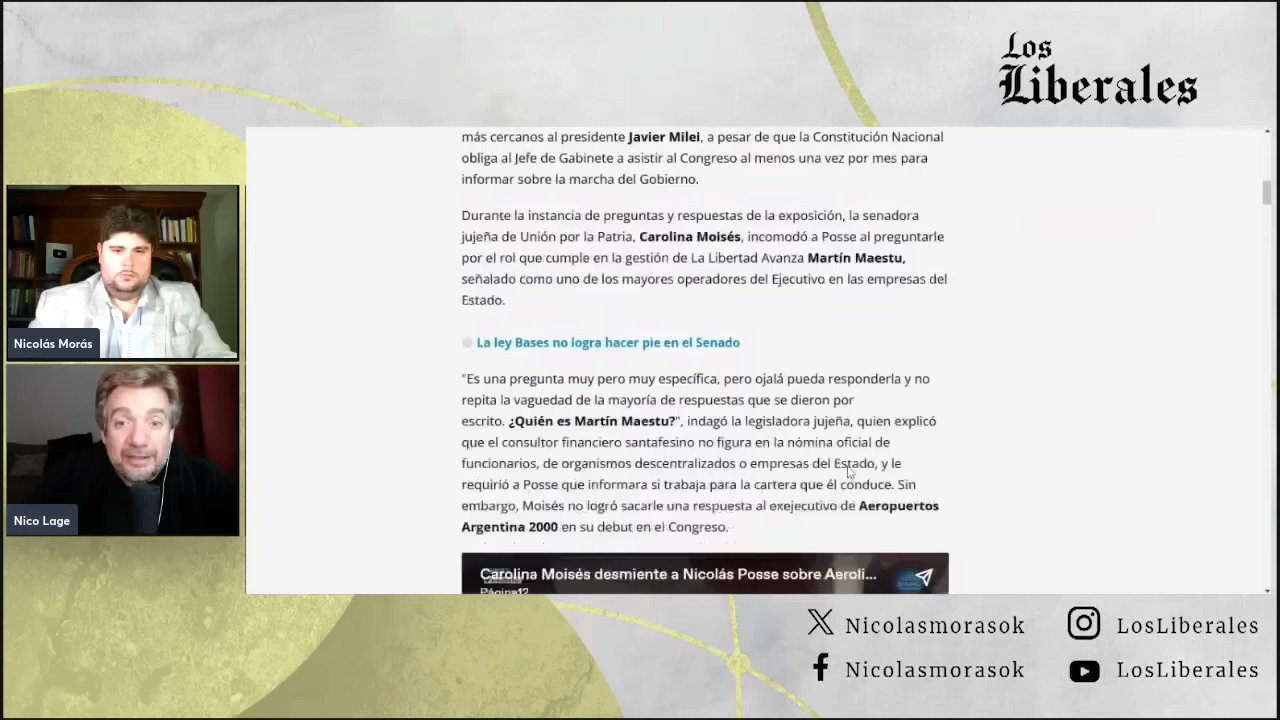 Los
Liberales
más cercanos al presidente Javier Milei, a pesar de que la Constitución Nacional
obliga al Jefe de Gabinete a asistir al Congreso al menos una vez por mes para
informar sobre la marcha del Gobierno.
Durante la instancia de preguntas y respuestas de la exposición, la senadora
jujeña de Unión por la Patria, Carolina Moisés, incomodó a Posse al preguntarle
por el rol que cumple en la gestión de La Libertad Avanza Martín Maestu,
señalado como uno de los mayores operadores del Ejecutivo en las empresas del
Estado.
La ley Bases no logra hacer pie en el Senado
"Es una pregunta muy pero muy específica, pero ojalá pueda responderla y no
repita la vaguedad de la mayoría de respuestas que se dieron por
escrito. ¿Quién es Martín Maestu?", indagó la legisladora jujeña, quien explicó
que el consultor financiero santafesino no figura en la nómina oficial de
funcionarios, de organismos descentralizados o empresas del Estado, y le
requirió a Posse que informara si trabaja para la cartera que él conduce. Sin
embargo, Moisés no logró sacarle una respuesta al exejecutivo de Aeropuertos
Argentina 2000 en su debut en el Congreso.
Carolina Moisés desmiente a Nicolás Posse sobre Aeroli...
Página12
Nicolás Morás
Nico Lage
Nicolasmorasok
LosLiberales
Nicolasmorasok
LosLiberales